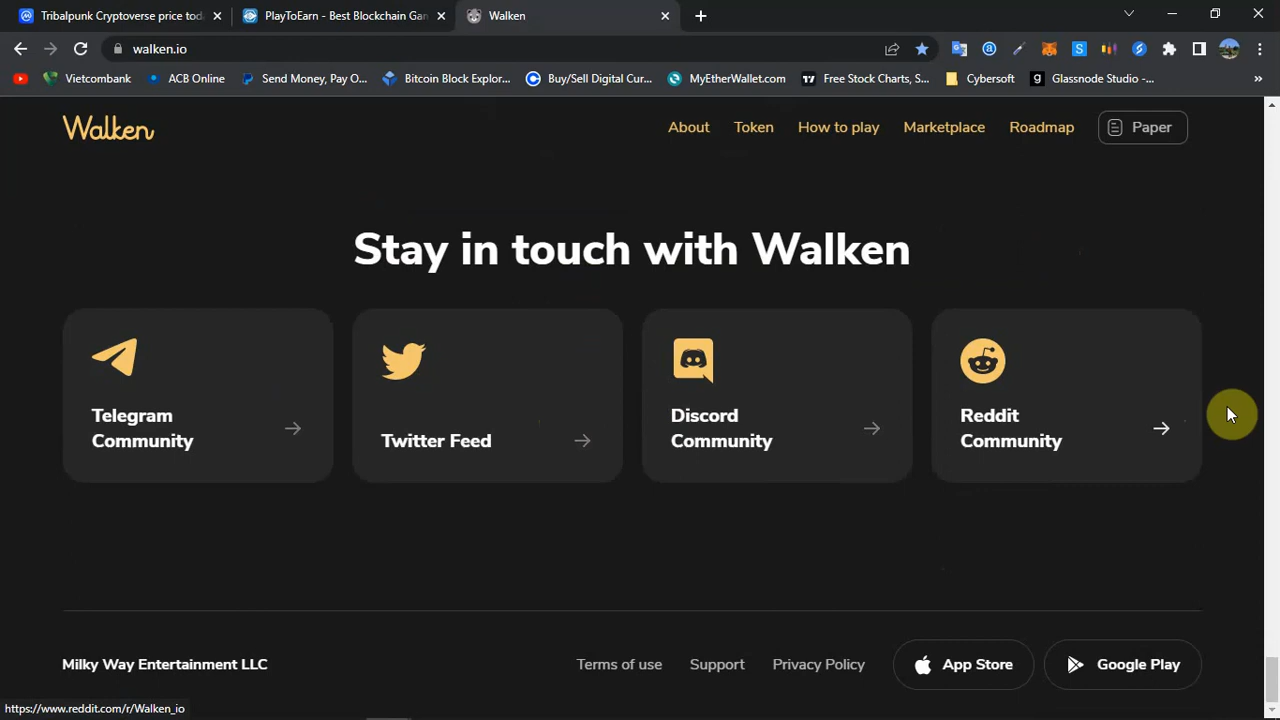 Tribalpunk Cryptoverse price toda
PlayToEarn - Best Blockchain Gam
Walken
walken.io
Vietcombank
ACB Online
Send Money, Pay O...
Bitcoin Block Explor...
Buy/Sell Digital Cur...
MyEtterWallet.com
Free Stock Charts, S...
Cybersoft
Glassnode Studio -...
»
Walken
About
Token
How to play
Marketplace
Roadmap
Paper
Stay in touch with Walken
Telegram
Community
Twitter Feed
Discord
Community
Reddit
Community
Milky Way Entertainment LLC
Terms of use
Support
Privacy Policy
App Store
Google Play
https://www.reddit.com/r/Walken_io